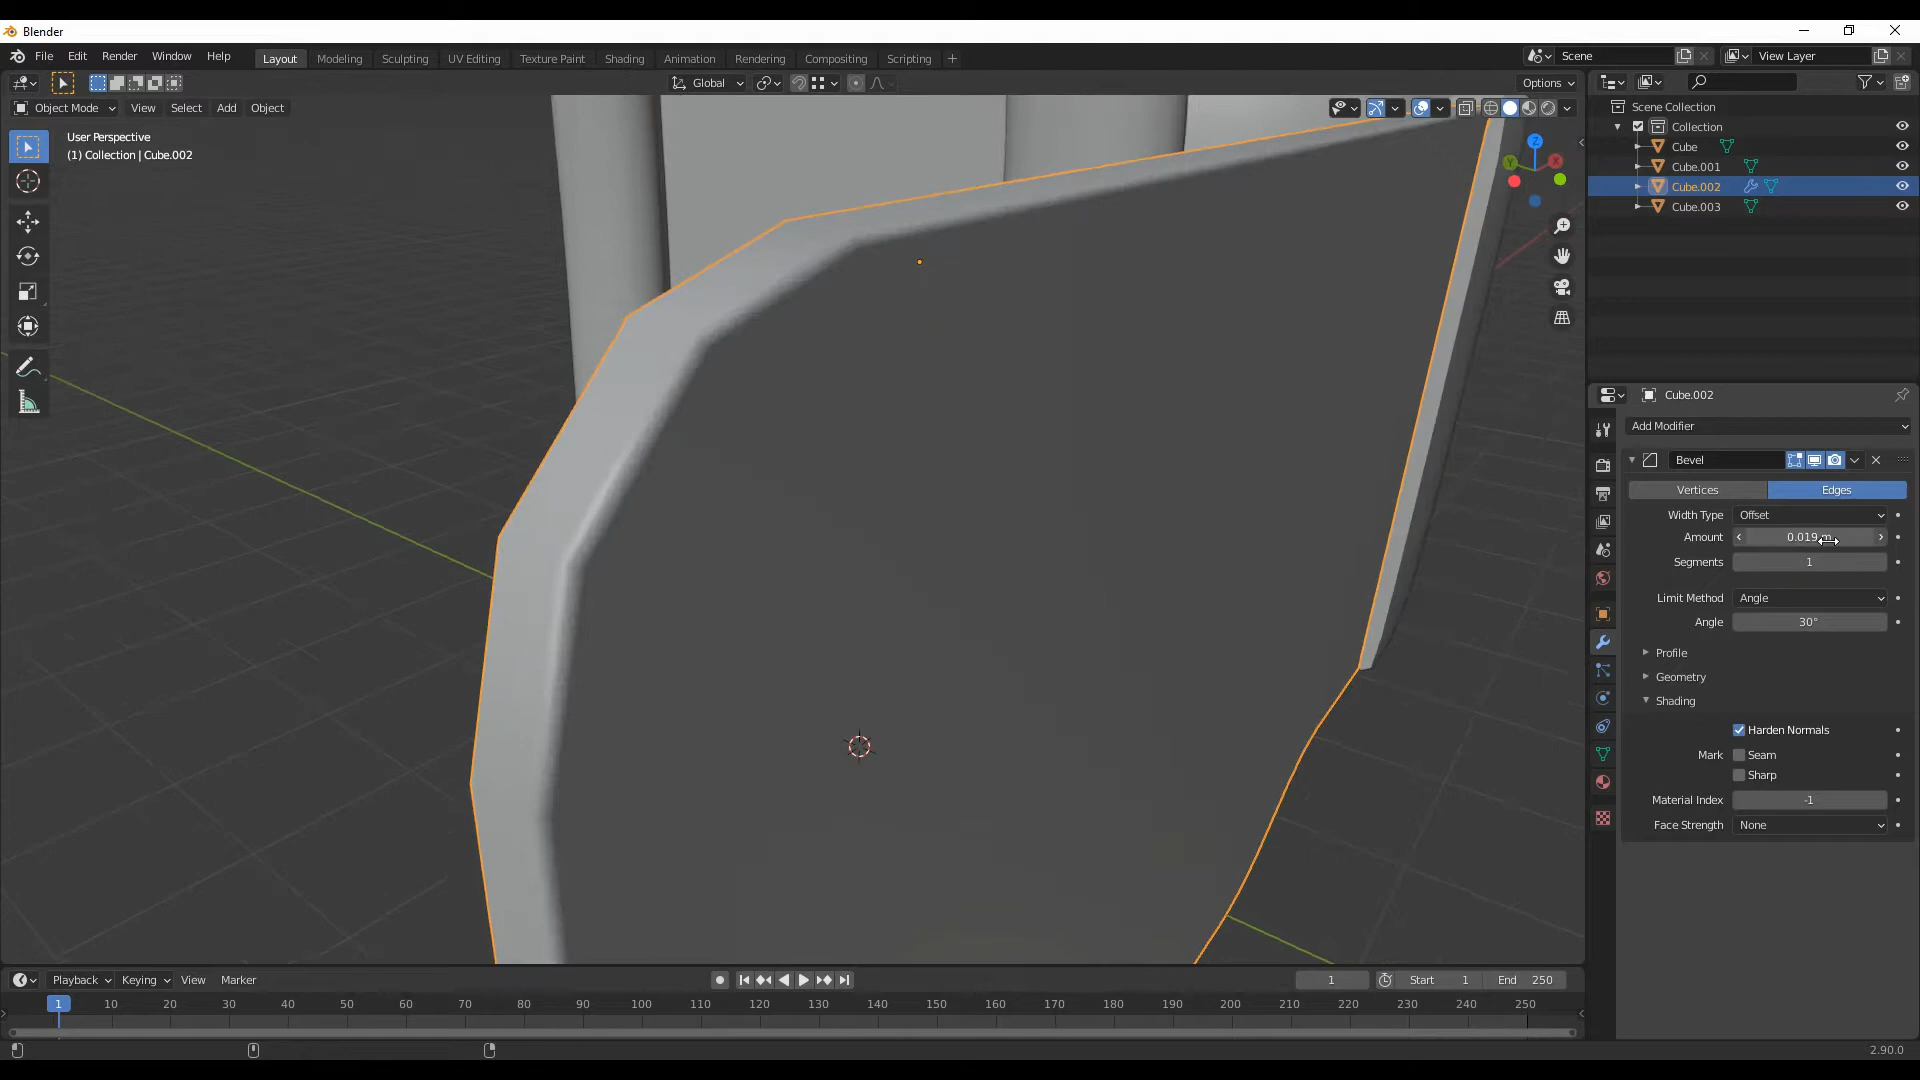 Blender
File Edit Render Window Help Layout Modeling Sculpting UV Editing Texture Paint Shading Animation Rendering Compositing Scripting + Scene View Layer
Global Options
Object Mode View Select Add Object
User Perspective
(1) Collection | Cube.002
Z
Y
X
Scene Collection
Collection
Cube
Cube.001
Cube.002
Cube.003
Cube.002
Add Modifier
Bevel
Vertices Edges
Width Type Offset
Amount 0.019 m
Segments 1
Limit Method Angle
Angle 30°
Profile
Geometry
Shading
Harden Normals
Mark Seam
Sharp
Material Index -1
Face Strength None
Playback Keying View Marker 1 Start 1 End 250
1 10 20 30 40 50 60 70 80 90 100 110 120 130 140 150 160 170 180 190 200 210 220 230 240 250
2.90.0